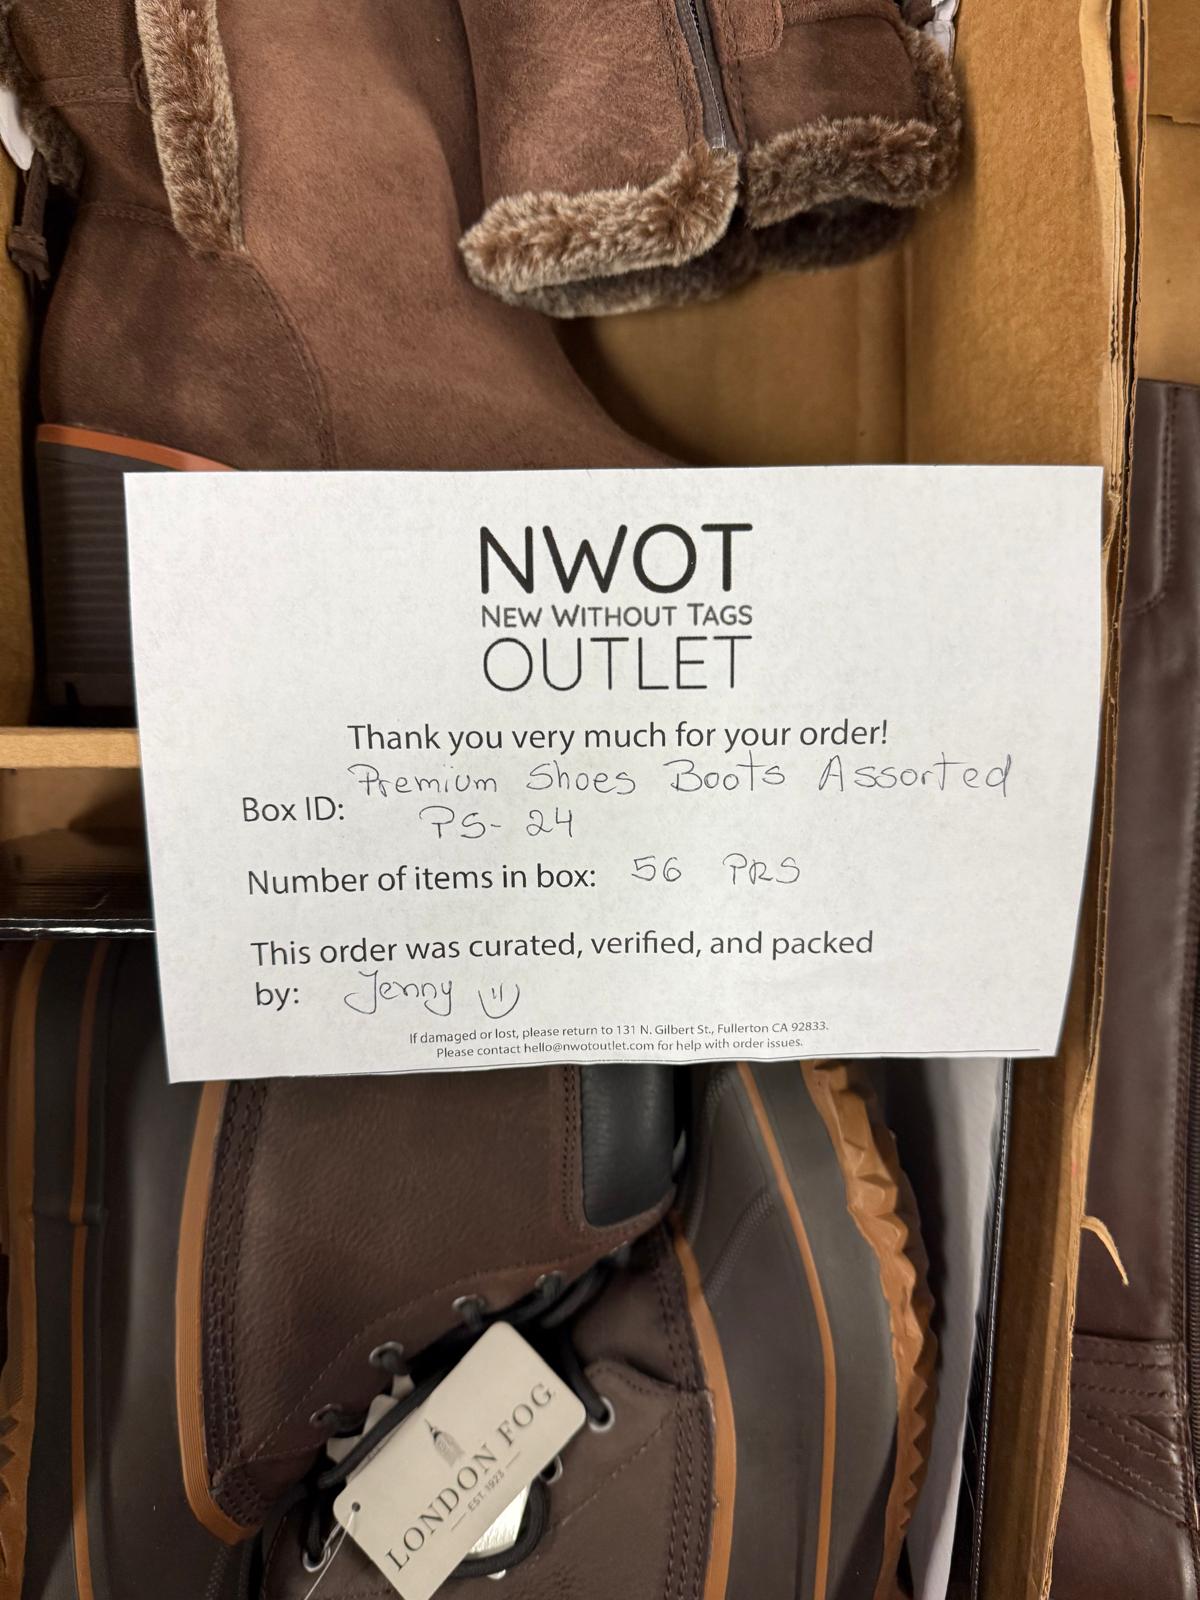 NWOT
NEW WITHOUT TAGS
OUTLET
Thank you very much for your order!
Premium Shoes Boots Assorted
Box ID: PS-24
Number of items in box: 56 PRS
This order was curated, verified, and packed
by: Jenny
If damaged or lost, please return to 131 N. Gilbert St., Fullerton CA 92833.
Please contact hello@nwotoutlet.com for help with order issues.
LONDON FOG
EST. 1923